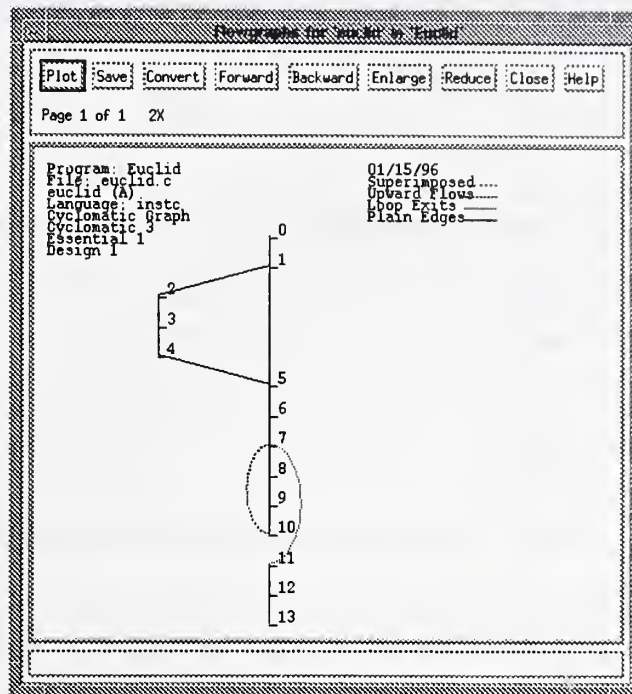 Flowgraphs for 'euclid' in 'Euclid'
Plot Save Convert Forward Backward Enlarge Reduce Close Help
Page 1 of 1 2X
Program: Euclid
File: euclid.c
euclid (A)
Language: instc
Cyclomatic Graph
Cyclomatic 3
Essential 1
Design 1
01/15/96
Superimposed
Upward Flows
Loop Exits
Plain Edges
0
1
2
3
4
5
6
7
8
9
10
11
12
13